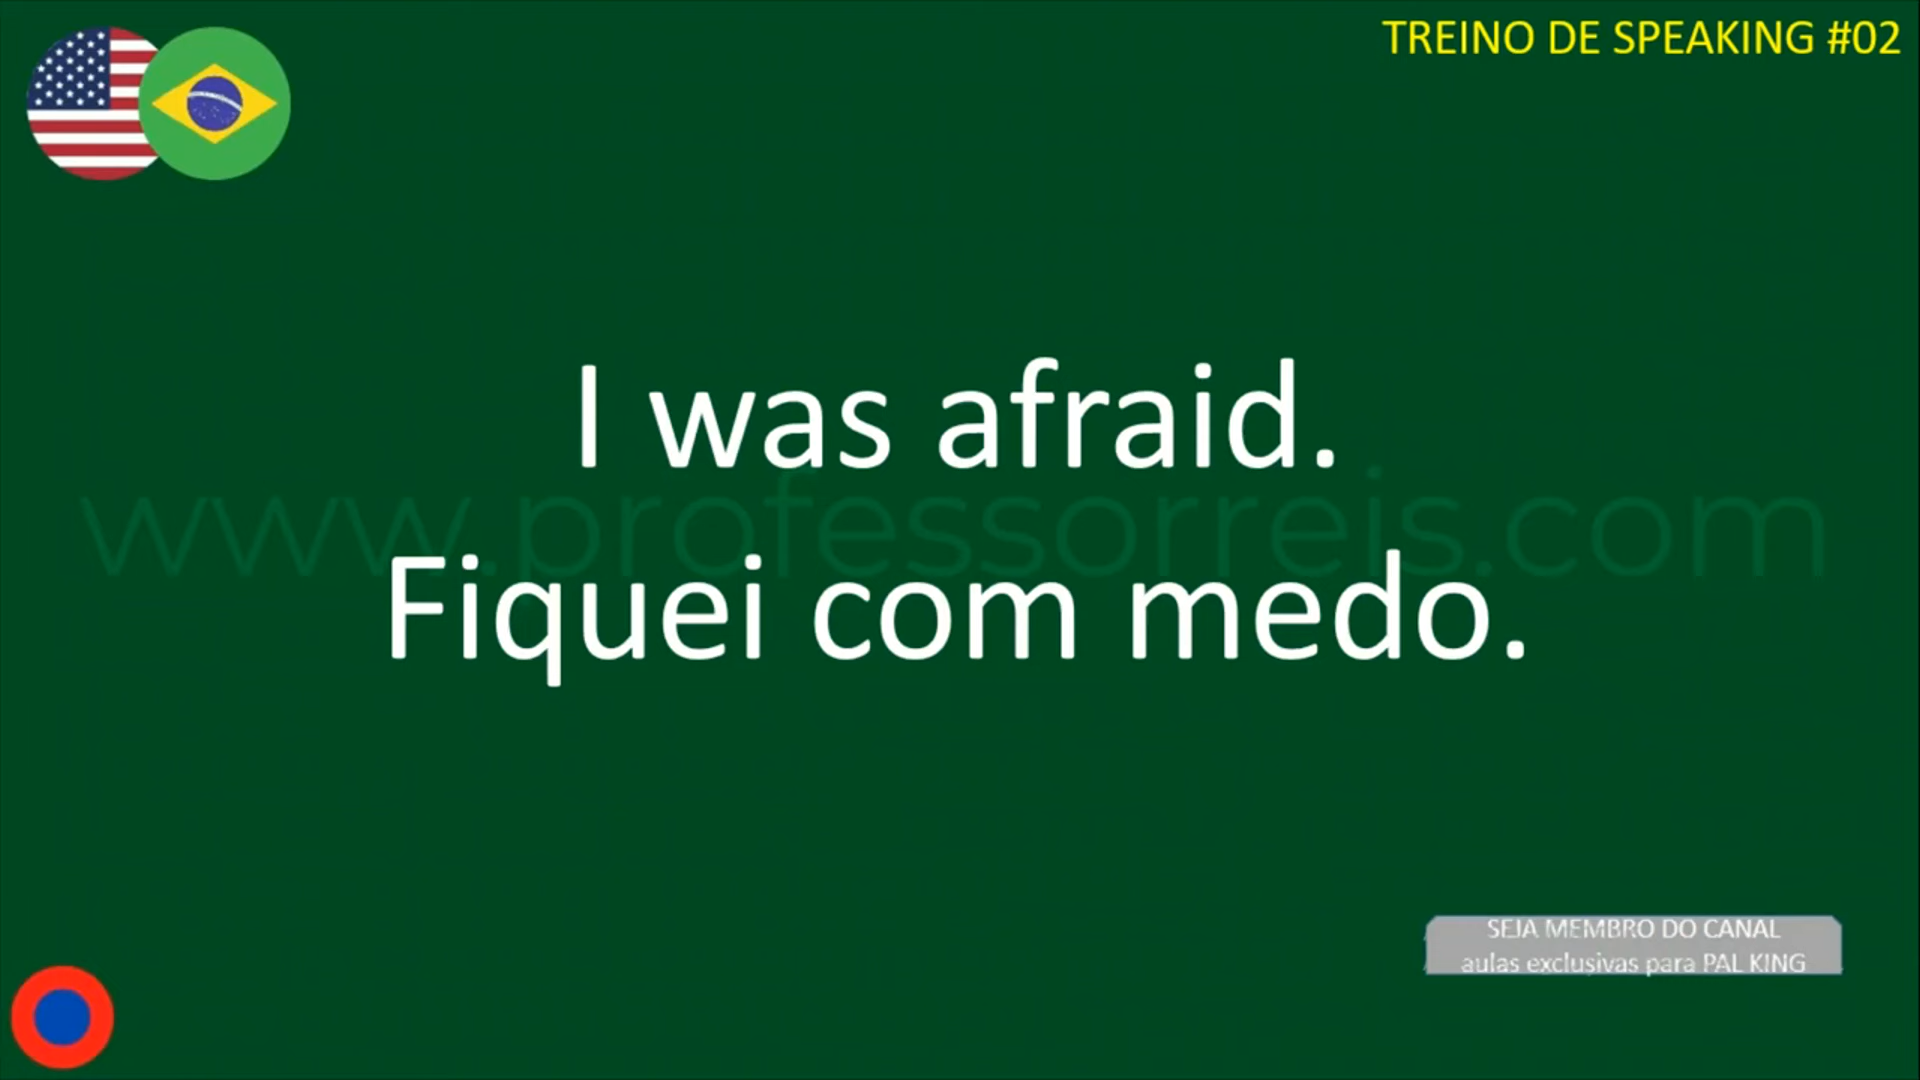 TREINO DE SPEAKING #02
I was afraid.
www.professorreis.com
Fiquei com medo.
SEJA MEMBRO DO CANAL
aulas exclusivas para PAL KING